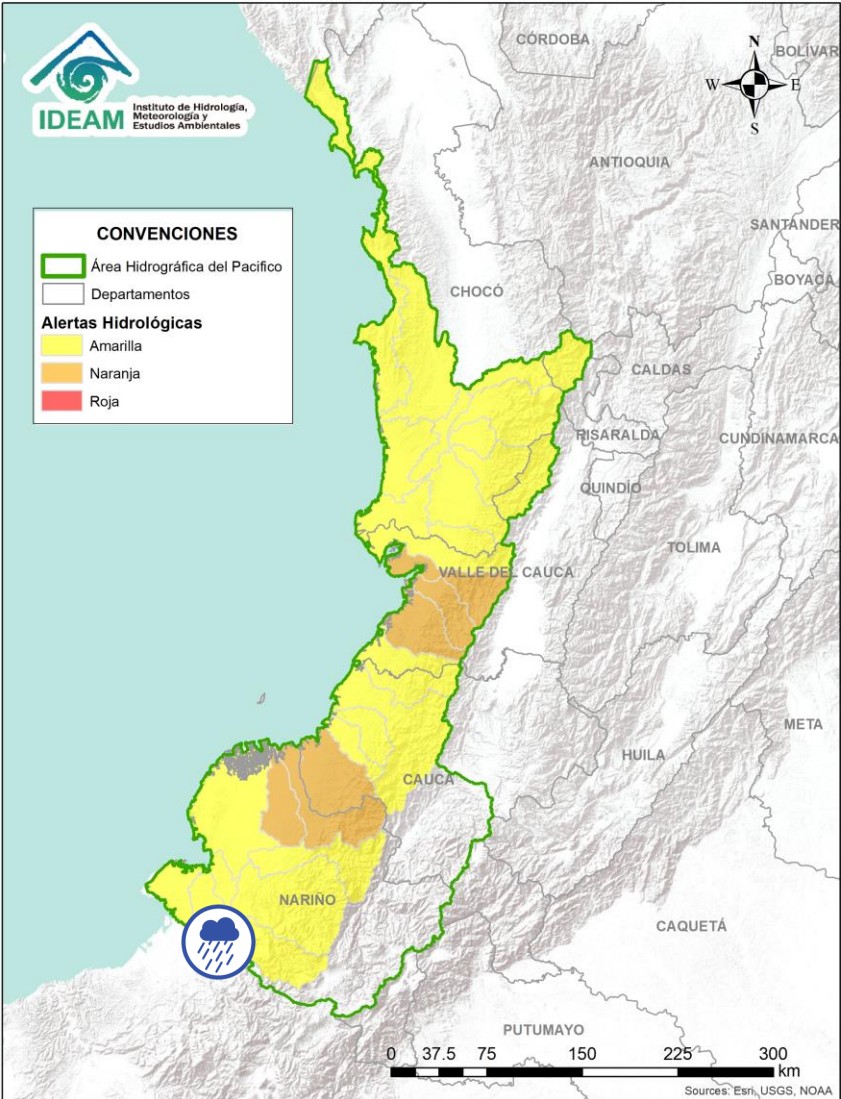 IDEAM
Instituto de Hidrología,
Meteorología y
Estudios Ambientales
N
W
E
S
CONVENCIONES
Área Hidrográfica del Pacifico
Departamentos
Alertas Hidrológicas
Amarilla
Naranja
Roja
CÓRDOBA
BOLÍVAR
ANTIOQUIA
SANTANDER
BOYACÁ
CHOCÓ
CALDAS
RISARALDA
CUNDINAMARCA
QUINDÍO
TOLIMA
VALLE DEL CAUCA
META
HUILA
CAUCA
NARIÑO
CAQUETÁ
PUTUMAYO
0 37.5 75 150 225 300
km
Sources: Esri, USGS, NOAA